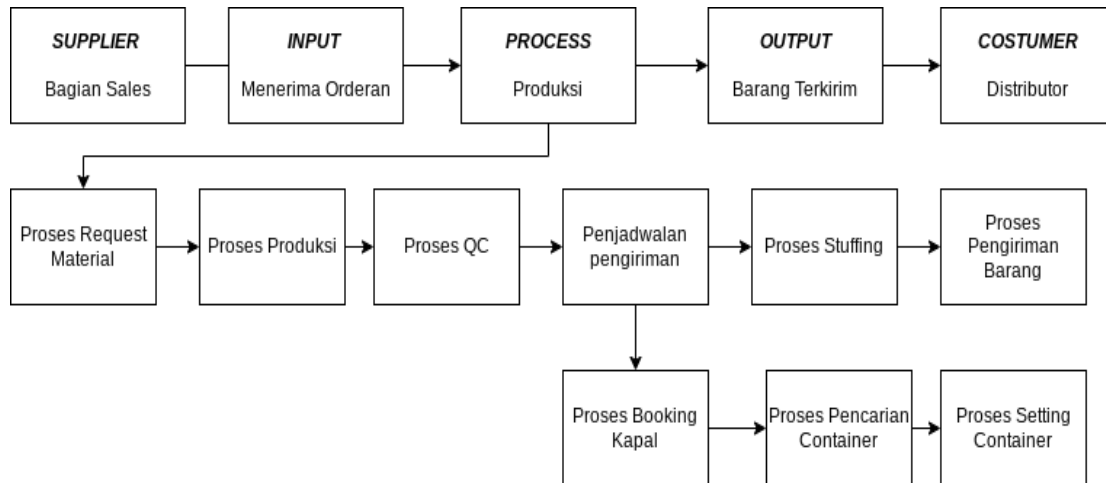 SUPPLIER
Bagian Sales
INPUT
Menerima Orderan
PROCESS
Produksi
OUTPUT
Barang Terkirim
COSTUMER
Distributor
Proses Request
Material
Proses Produksi
Proses QC
Penjadwalan
pengiriman
Proses Stuffing
Proses
Pengiriman
Barang
Proses Booking
Kapal
Proses Pencarian
Container
Proses Setting
Container